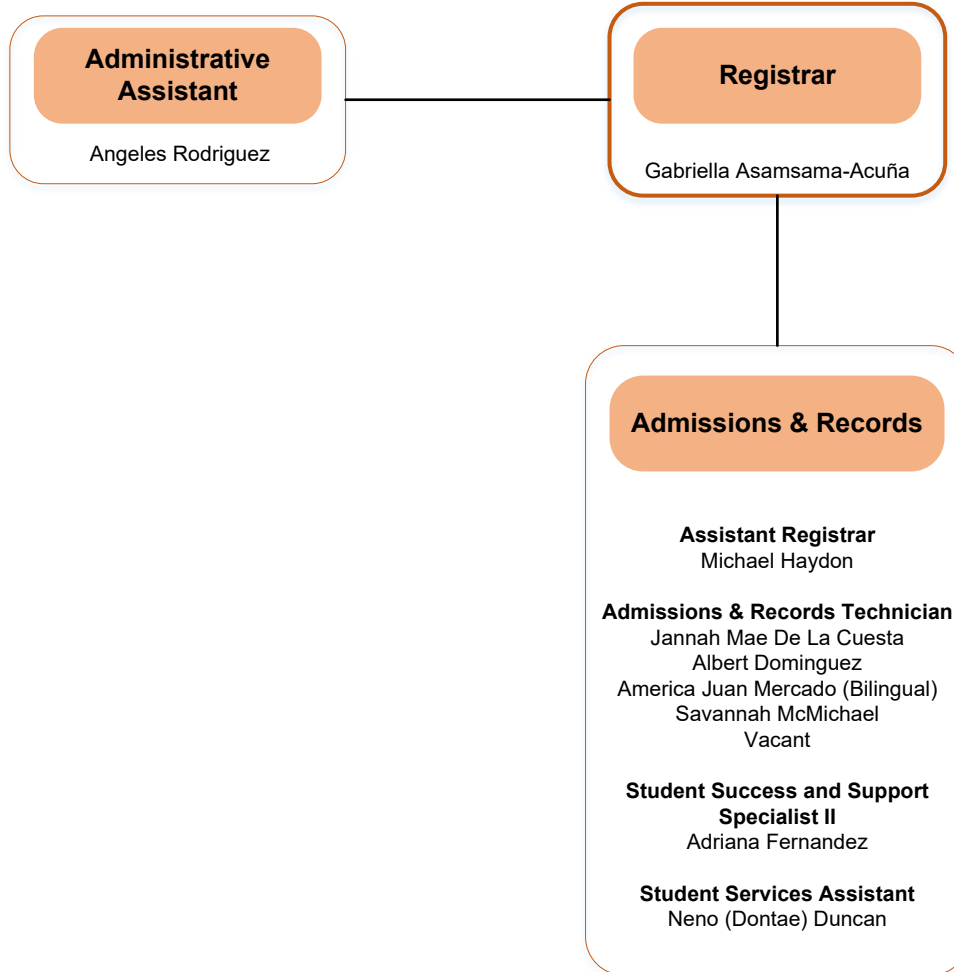 Administrative
Assistant
Angeles Rodriguez
Registrar
Gabriella Asamsama-Acuña
Admissions & Records
Assistant Registrar
Michael Haydon
Admissions & Records Technician
Jannah Mae De La Cuesta
Albert Dominguez
America Juan Mercado (Bilingual)
Savannah McMichael
Vacant
Student Success and Support
Specialist II
Adriana Fernandez
Student Services Assistant
Neno (Dontae) Duncan